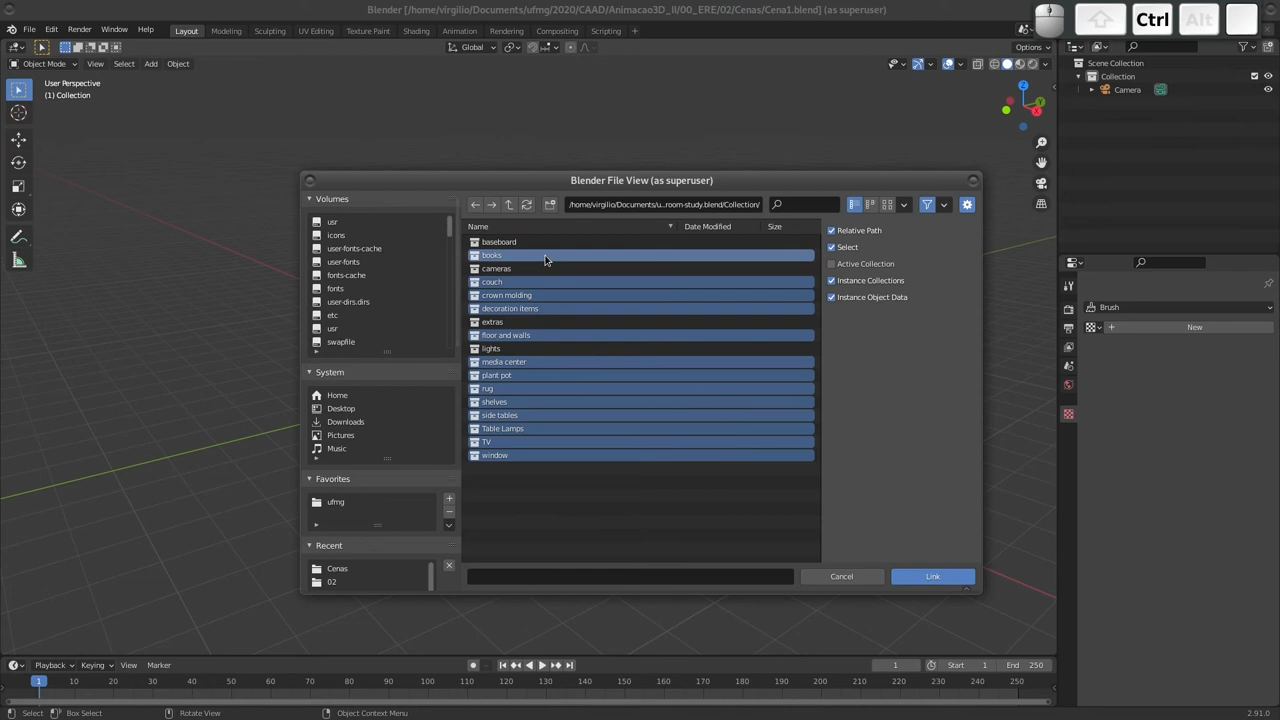 Blender [/home/virgilio/Documents/ufmg/2020/CAAD/Animacao3D_II/00_ERE/02/Cenas/Cena1.blend] (as superuser)
Ctrl
Alt
File Edit Render Window Help
Layout Modeling Sculpting UV Editing Texture Paint Shading Animation Rendering Compositing Scripting +
Global
Options
Object Mode View Select Add Object
User Perspective
(1) Collection
Z
Y
X
Scene Collection
Collection
Camera
Blender File View (as superuser)
Volumes
usr
icons
user-fonts-cache
user-fonts
fonts-cache
fonts
user-dirs.dirs
etc
usr
swapfile
System
Home
Desktop
Downloads
Pictures
Music
Favorites
ufmg
Recent
Cenas
02
/home/virgilio/Documents/u...room-study.blend/Collection/
Name Date Modified Size
baseboard
books
cameras
couch
crown molding
decoration items
extras
floor and walls
lights
media center
plant pot
rug
shelves
side tables
Table Lamps
TV
window
Relative Path
Select
Active Collection
Instance Collections
Instance Object Data
Cancel
Link
Brush
New
Playback Keying View Marker
1
Start 1
End 250
1 10 20 30 40 50 60 70 80 90 100 110 120 130 140 150 160 170 180 190 200 210 220 230 240 250
Select
Box Select
Rotate View
Object Context Menu
2.91.0